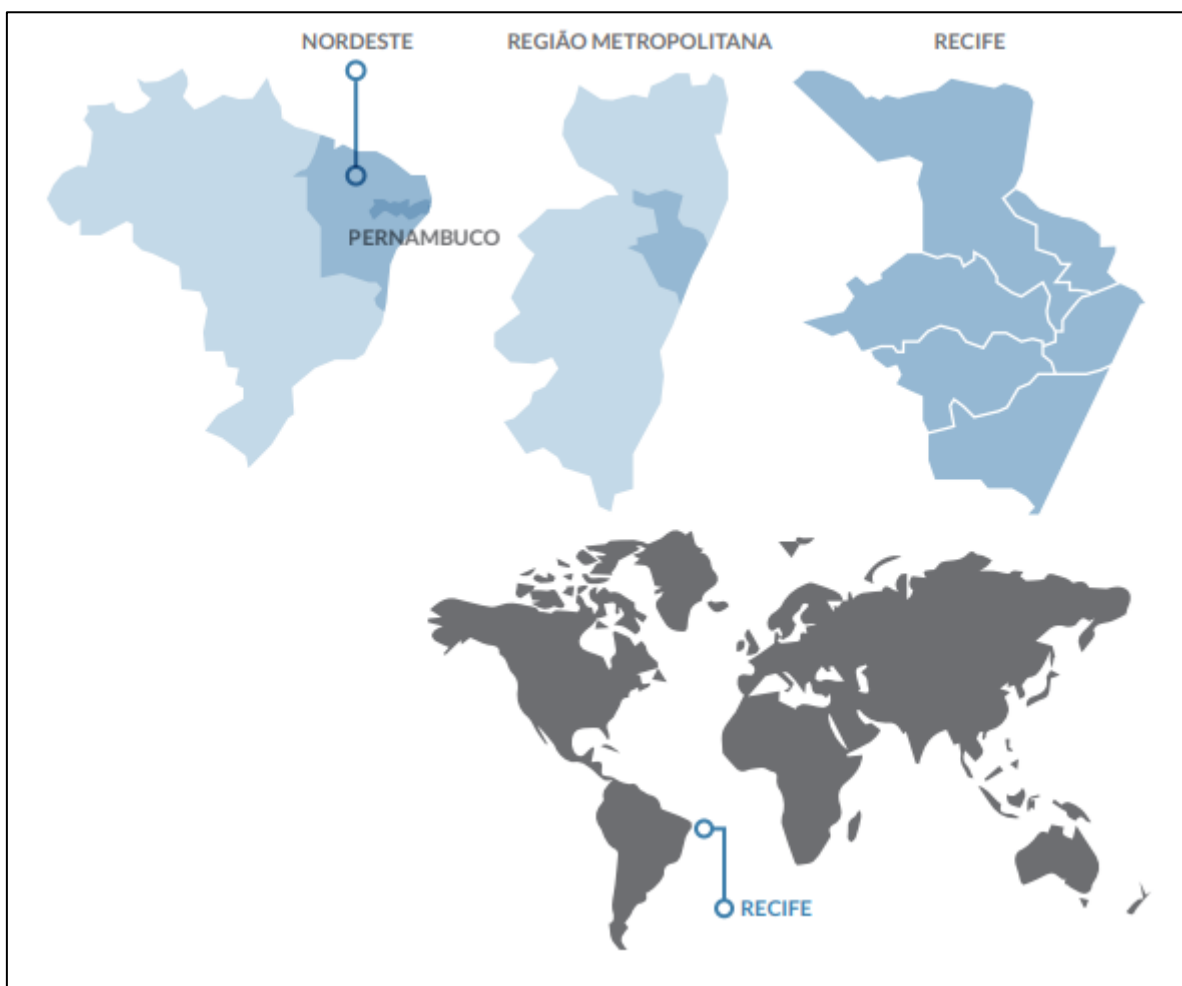 NORDESTE
REGIÃO METROPOLITANA
RECIFE
PERNAMBUCO
RECIFE